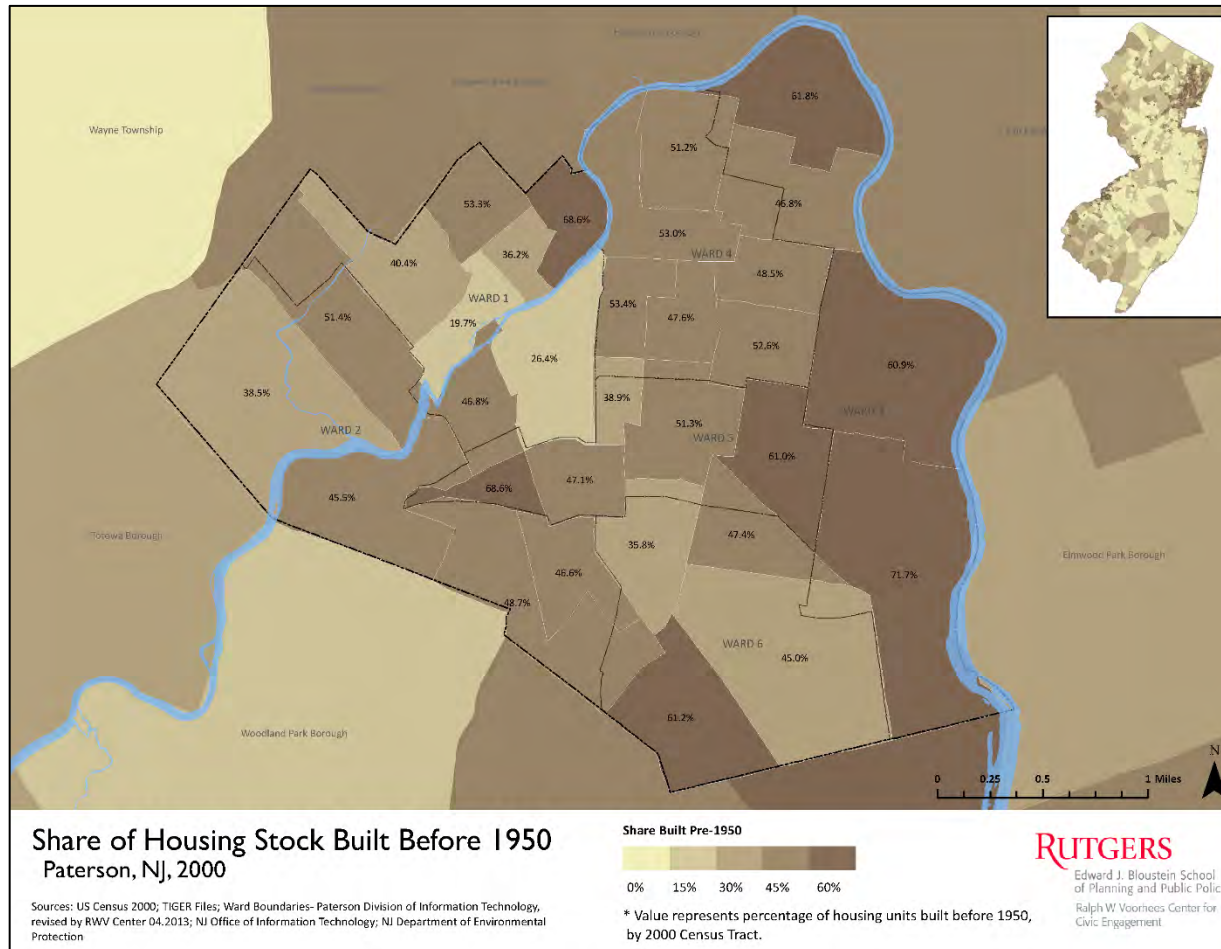 Wayne Township
61.8%
51.2%
53.3%
46.8%
68.6%
36.2%
53.0%
WARD 4
40.4%
48.5%
WARD 1
53.4%
51.4%
19.7%
47.6%
52.6%
26.4%
60.9%
38.5%
46.8%
38.9%
WARD 3
51.3%
WARD 2
WARD 5
61.0%
45.5%
68.6%
47.1%
Totowa Borough
35.8%
47.4%
Elmwood Park Borough
46.6%
71.7%
48.7%
WARD 6
45.0%
61.2%
Woodland Park Borough
N
0 0.25 0.5 1 Miles
Share of Housing Stock Built Before 1950
Paterson, NJ, 2000
Sources: US Census 2000; TIGER Files; Ward Boundaries- Paterson Division of Information Technology,
revised by RWV Center 04.2013; NJ Office of Information Technology; NJ Department of Environmental
Protection
Share Built Pre-1950
0% 15% 30% 45% 60%
* Value represents percentage of housing units built before 1950,
by 2000 Census Tract.
RUTGERS
Edward J. Bloustein School
of Planning and Public Polic
Ralph W Voorhees Center for
Civic Engagement